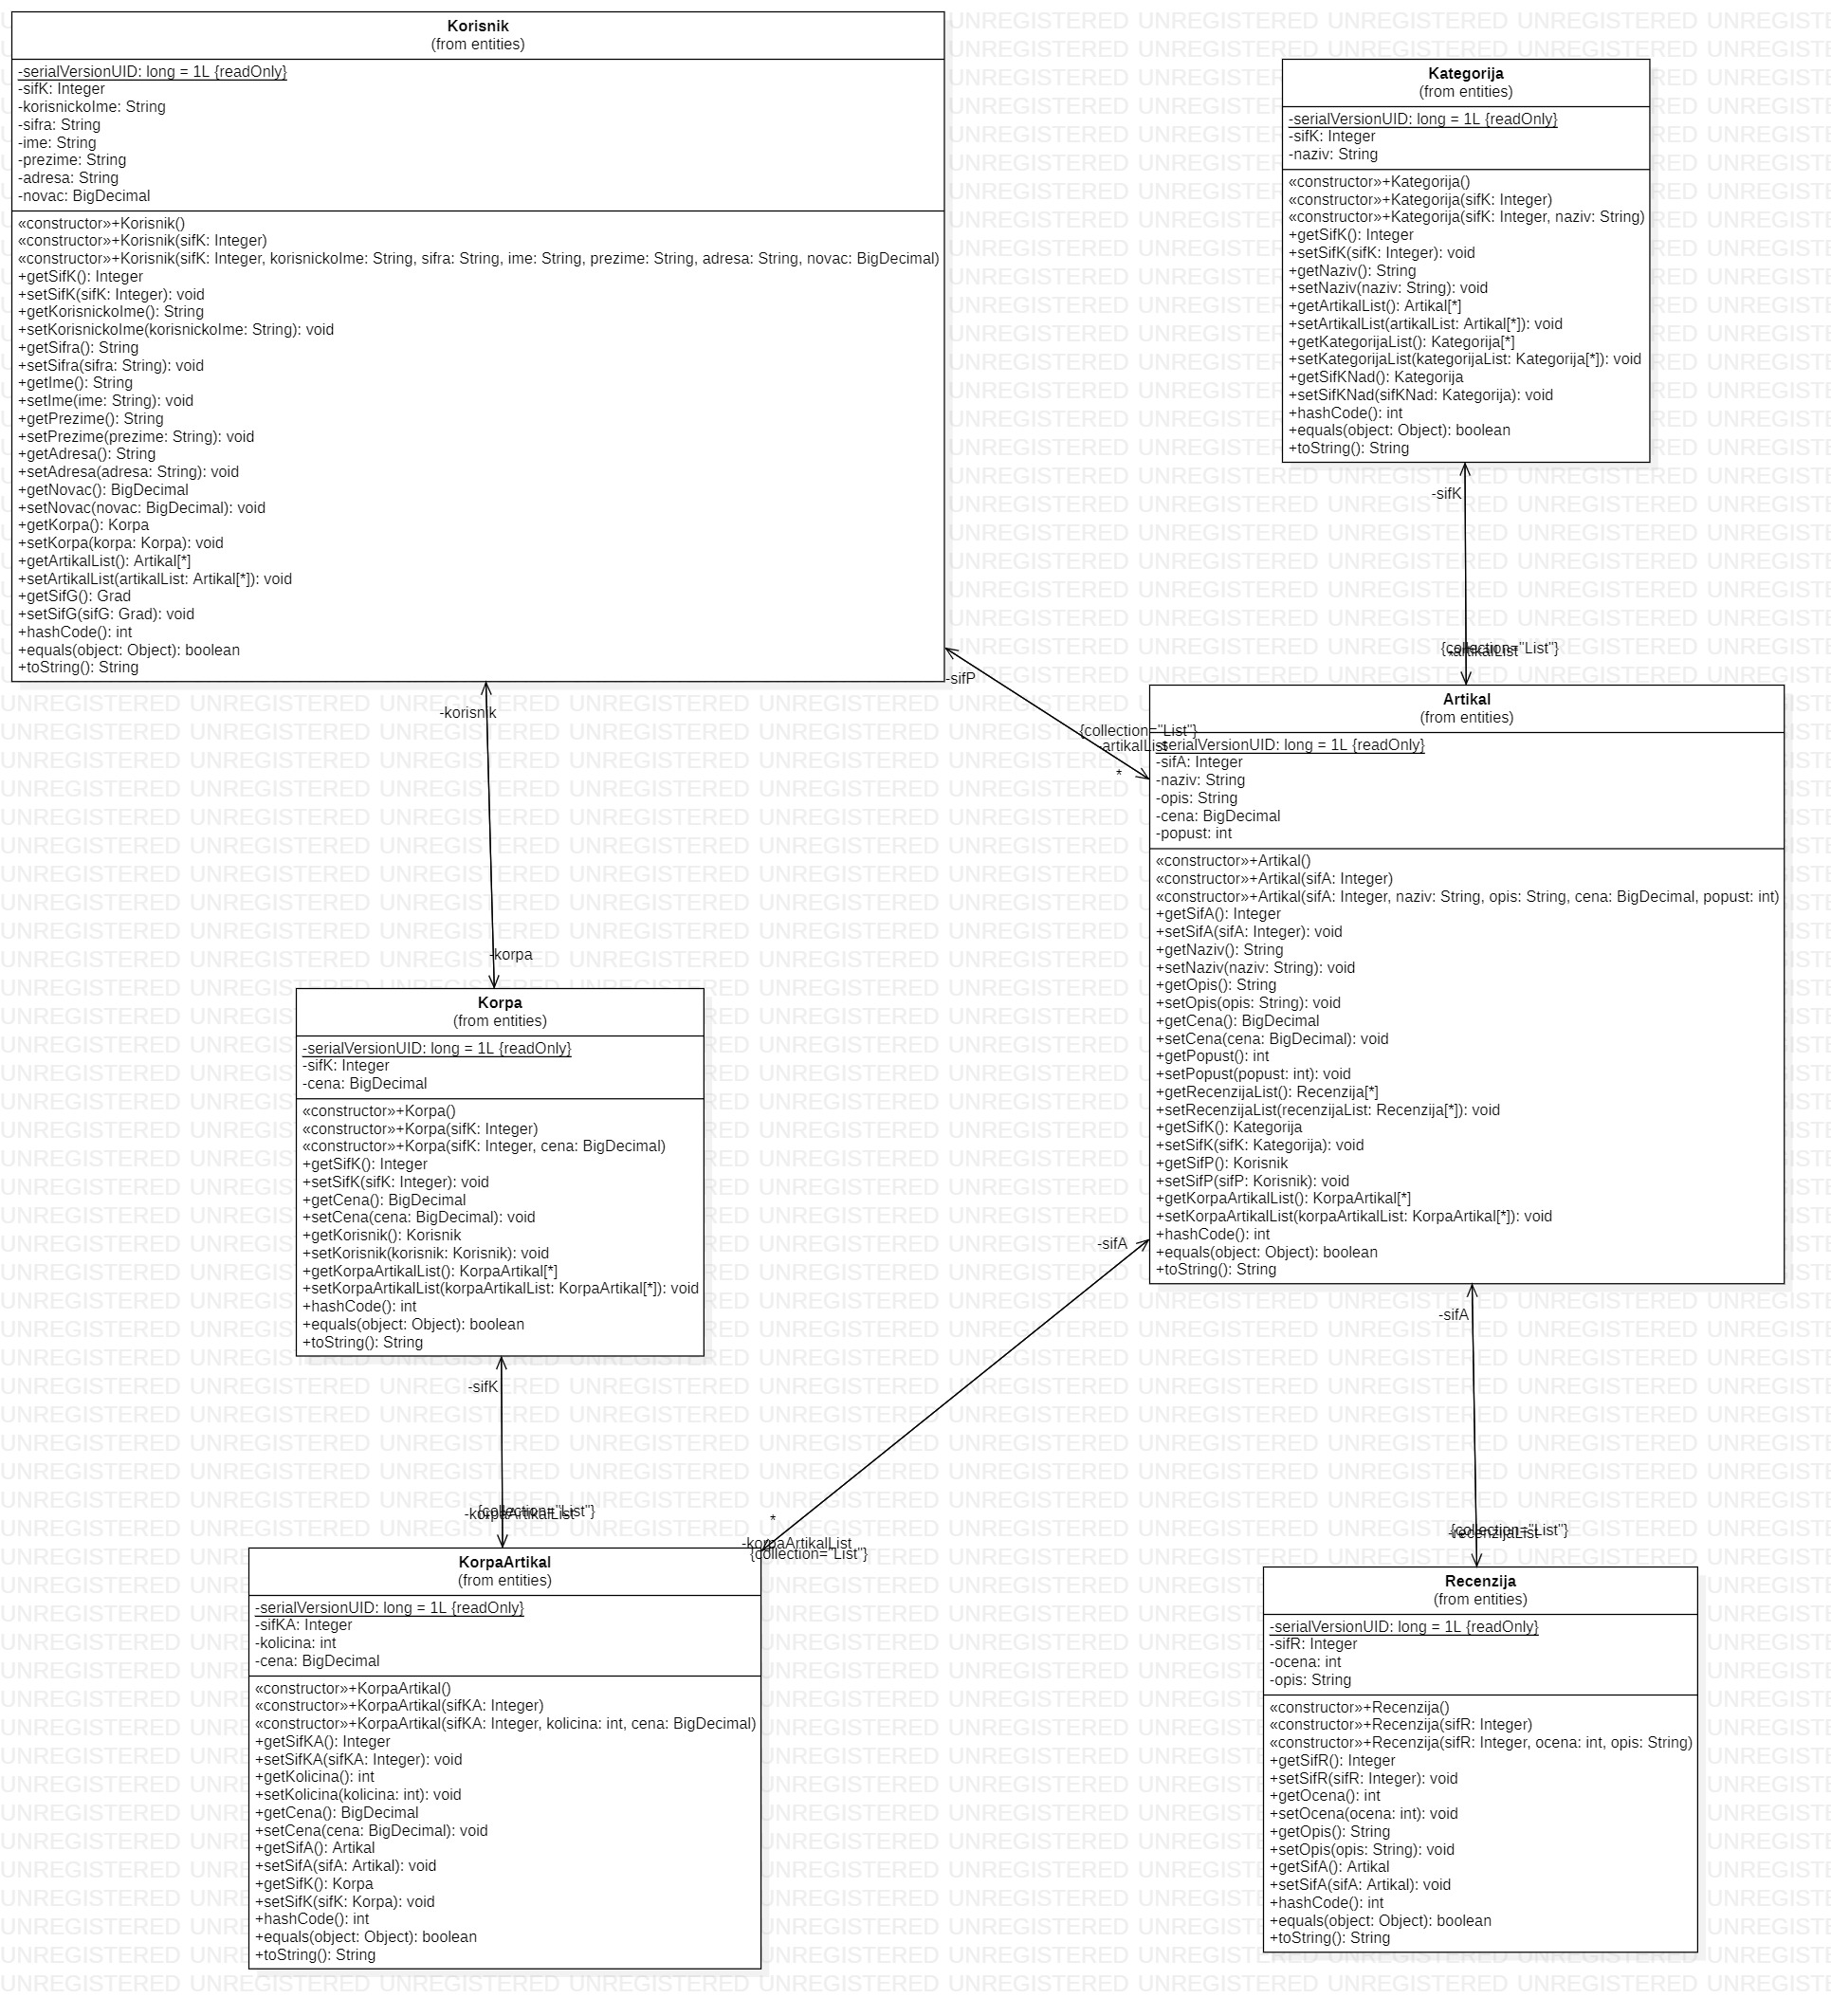 Korisnik
(from entities)
-serialVersionUID: long = 1L {readOnly}
-sifK: Integer
-korisnickoIme: String
-sifra: String
-ime: String
-prezime: String
-adresa: String
-novac: BigDecimal
«constructor»+Korisnik()
«constructor»+Korisnik(sifK: Integer)
«constructor»+Korisnik(sifK: Integer, korisnickoIme: String, sifra: String, ime: String, prezime: String, adresa: String, novac: BigDecimal)
+getSifK(): Integer
+setSifK(sifK: Integer): void
+getKorisnickoIme(): String
+setKorisnickoIme(korisnickoIme: String): void
+getSifra(): String
+setSifra(sifra: String): void
+getIme(): String
+setIme(ime: String): void
+getPrezime(): String
+setPrezime(prezime: String): void
+getAdresa(): String
+setAdresa(adresa: String): void
+getNovac(): BigDecimal
+setNovac(novac: BigDecimal): void
+getKorpa(): Korpa
+setKorpa(korpa: Korpa): void
+getArtikalList(): Artikal[*]
+setArtikalList(artikalList: Artikal[*]): void
+getSifG(): Grad
+setSifG(sifG: Grad): void
+hashCode(): int
+equals(object: Object): boolean
+toString(): String
Kategorija
(from entities)
-serialVersionUID: long = 1L {readOnly}
-sifK: Integer
-naziv: String
«constructor»+Kategorija()
«constructor»+Kategorija(sifK: Integer)
«constructor»+Kategorija(sifK: Integer, naziv: String)
+getSifK(): Integer
+setSifK(sifK: Integer): void
+getNaziv(): String
+setNaziv(naziv: String): void
+getArtikalList(): Artikal[*]
+setArtikalList(artikalList: Artikal[*]): void
+getKategorijaList(): Kategorija[*]
+setKategorijaList(kategorijaList: Kategorija[*]): void
+getSifKNad(): Kategorija
+setSifKNad(sifKNad: Kategorija): void
+hashCode(): int
+equals(object: Object): boolean
+toString(): String
-sifK
{collection="List"}
-artikalList
-sifP
{collection="List"}
-artikalList
*
-korisnik
-korpa
Artikal
(from entities)
-serialVersionUID: long = 1L {readOnly}
-sifA: Integer
-naziv: String
-opis: String
-cena: BigDecimal
-popust: int
«constructor»+Artikal()
«constructor»+Artikal(sifA: Integer)
«constructor»+Artikal(sifA: Integer, naziv: String, opis: String, cena: BigDecimal, popust: int)
+getSifA(): Integer
+setSifA(sifA: Integer): void
+getNaziv(): String
+setNaziv(naziv: String): void
+getOpis(): String
+setOpis(opis: String): void
+getCena(): BigDecimal
+setCena(cena: BigDecimal): void
+getPopust(): int
+setPopust(popust: int): void
+getRecenzijaList(): Recenzija[*]
+setRecenzijaList(recenzijaList: Recenzija[*]): void
+getSifK(): Kategorija
+setSifK(sifK: Kategorija): void
+getSifP(): Korisnik
+setSifP(sifP: Korisnik): void
+getKorpaArtikalList(): KorpaArtikal[*]
+setKorpaArtikalList(korpaArtikalList: KorpaArtikal[*]): void
+hashCode(): int
+equals(object: Object): boolean
+toString(): String
Korpa
(from entities)
-serialVersionUID: long = 1L {readOnly}
-sifK: Integer
-cena: BigDecimal
«constructor»+Korpa()
«constructor»+Korpa(sifK: Integer)
«constructor»+Korpa(sifK: Integer, cena: BigDecimal)
+getSifK(): Integer
+setSifK(sifK: Integer): void
+getCena(): BigDecimal
+setCena(cena: BigDecimal): void
+getKorisnik(): Korisnik
+setKorisnik(korisnik: Korisnik): void
+getKorpaArtikalList(): KorpaArtikal[*]
+setKorpaArtikalList(korpaArtikalList: KorpaArtikal[*]): void
+hashCode(): int
+equals(object: Object): boolean
+toString(): String
-sifA
-sifA
-sifK
{collection="List"}
-korpaArtikalList
*
-korpaArtikalList
{collection="List"}
{collection="List"}
-recenzijaList
KorpaArtikal
(from entities)
-serialVersionUID: long = 1L {readOnly}
-sifKA: Integer
-kolicina: int
-cena: BigDecimal
«constructor»+KorpaArtikal()
«constructor»+KorpaArtikal(sifKA: Integer)
«constructor»+KorpaArtikal(sifKA: Integer, kolicina: int, cena: BigDecimal)
+getSifKA(): Integer
+setSifKA(sifKA: Integer): void
+getKolicina(): int
+setKolicina(kolicina: int): void
+getCena(): BigDecimal
+setCena(cena: BigDecimal): void
+getSifA(): Artikal
+setSifA(sifA: Artikal): void
+getSifK(): Korpa
+setSifK(sifK: Korpa): void
+hashCode(): int
+equals(object: Object): boolean
+toString(): String
Recenzija
(from entities)
-serialVersionUID: long = 1L {readOnly}
-sifR: Integer
-ocena: int
-opis: String
«constructor»+Recenzija()
«constructor»+Recenzija(sifR: Integer)
«constructor»+Recenzija(sifR: Integer, ocena: int, opis: String)
+getSifR(): Integer
+setSifR(sifR: Integer): void
+getOcena(): int
+setOcena(ocena: int): void
+getOpis(): String
+setOpis(opis: String): void
+getSifA(): Artikal
+setSifA(sifA: Artikal): void
+hashCode(): int
+equals(object: Object): boolean
+toString(): String
UNREGISTERED